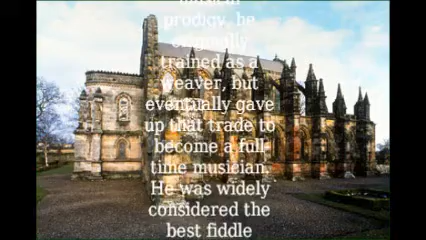 prodigy, he
originally
trained as a
weaver, but
eventually gave
up that trade to
become a full
time musician.
He was widely
considered the
best fiddle